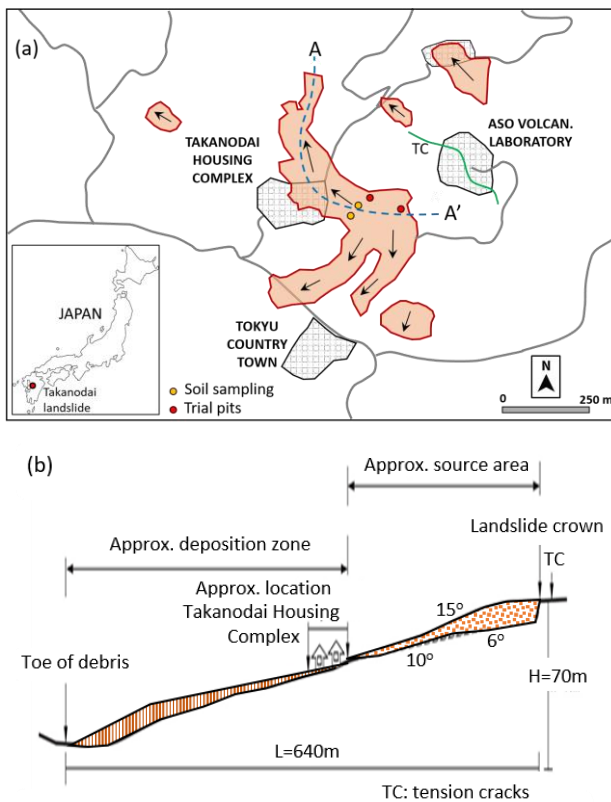 (a)
A
ASO VOLCAN.
LABORATORY
TC
TAKANODAI
HOUSING
COMPLEX
A'
JAPAN
Takanodai
landslide
TOKYU
COUNTRY
TOWN
Soil sampling
Trial pits
N
0 250 m
(b)
Approx. source area
Landslide crown
TC
Approx. deposition zone
Approx. location
Takanodai Housing
Complex
15°
6°
10°
Toe of debris
H=70m
L=640m
TC: tension cracks